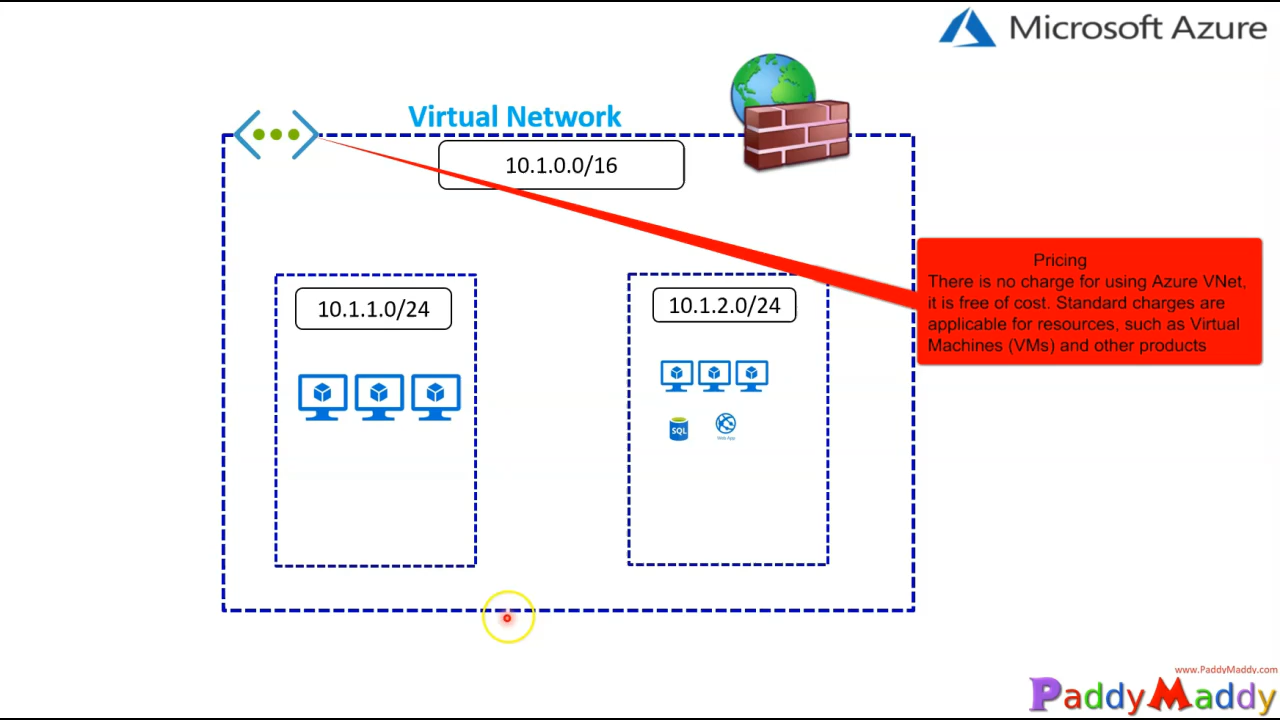 Microsoft Azure
Virtual Network
10.1.0.0/16
Pricing
There is no charge for using Azure VNet,
it is free of cost. Standard charges are
applicable for resources, such as Virtual
Machines (VMs) and other products
10.1.1.0/24
10.1.2.0/24
SQL
Web App
www.PaddyMaddy.com
PaddyMaddy